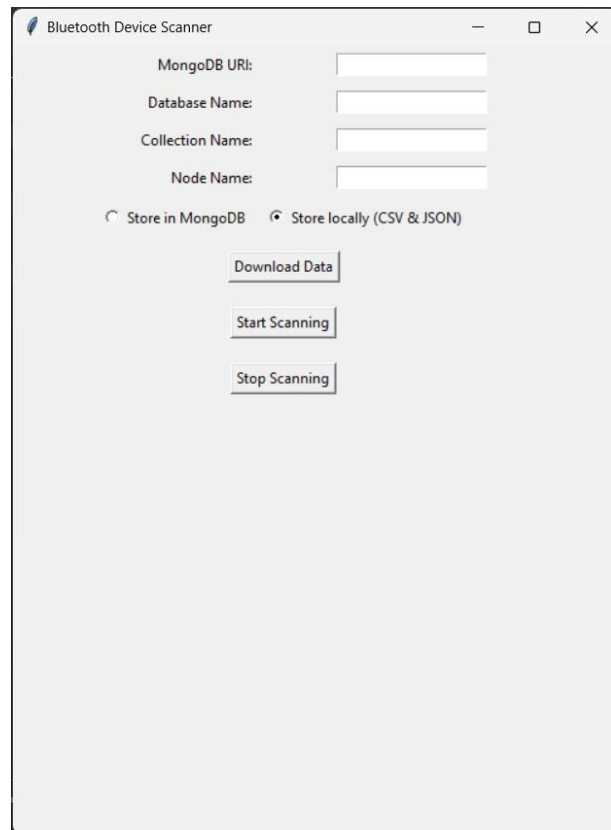 Bluetooth Device Scanner
MongoDB URI:
Database Name:
Collection Name:
Node Name:
Store in MongoDB Store locally (CSV & JSON)
Download Data
Start Scanning
Stop Scanning